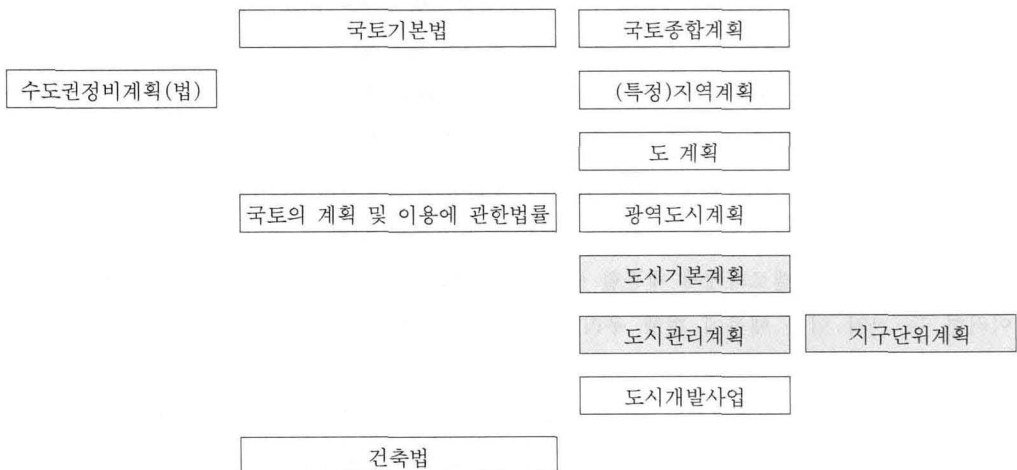 국토기본법 국토종합계획
수도권정비계획(법) (특정)지역계획
도 계획
국토의 계획 및 이용에 관한법률 광역도시계획
도시기본계획
도시관리계획 지구단위계획
도시개발사업
건축법